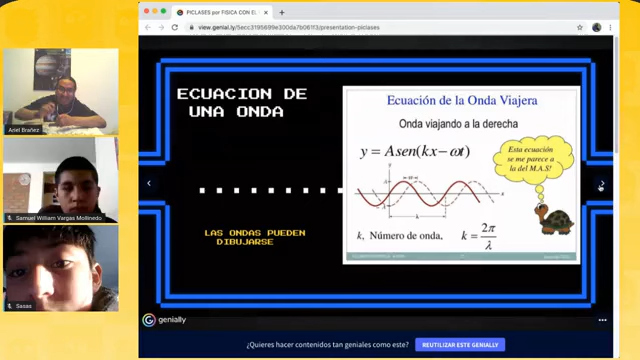 PICLASES por FISICA CON E
view.genial.ly/5ecc31695699e300da7b061f3/presentation-piclases
ECUACION DE
UNA ONDA
LAS ONDAS PUEDEN
DIBUJARSE
Ecuación de la Onda Viajera
Onda viajando a la derecha
y = Asen(kx − ωt)
Esta ecuación
se me parece a
la del M.A.S!
k, Número de onda, k = 2π/λ
Ariel Brañez
Samuel William Vargas Mollinedo
Sasas
genially
¿Quieres hacer contenidos tan geniales como este?
REUTILIZAR ESTE GENIALLY